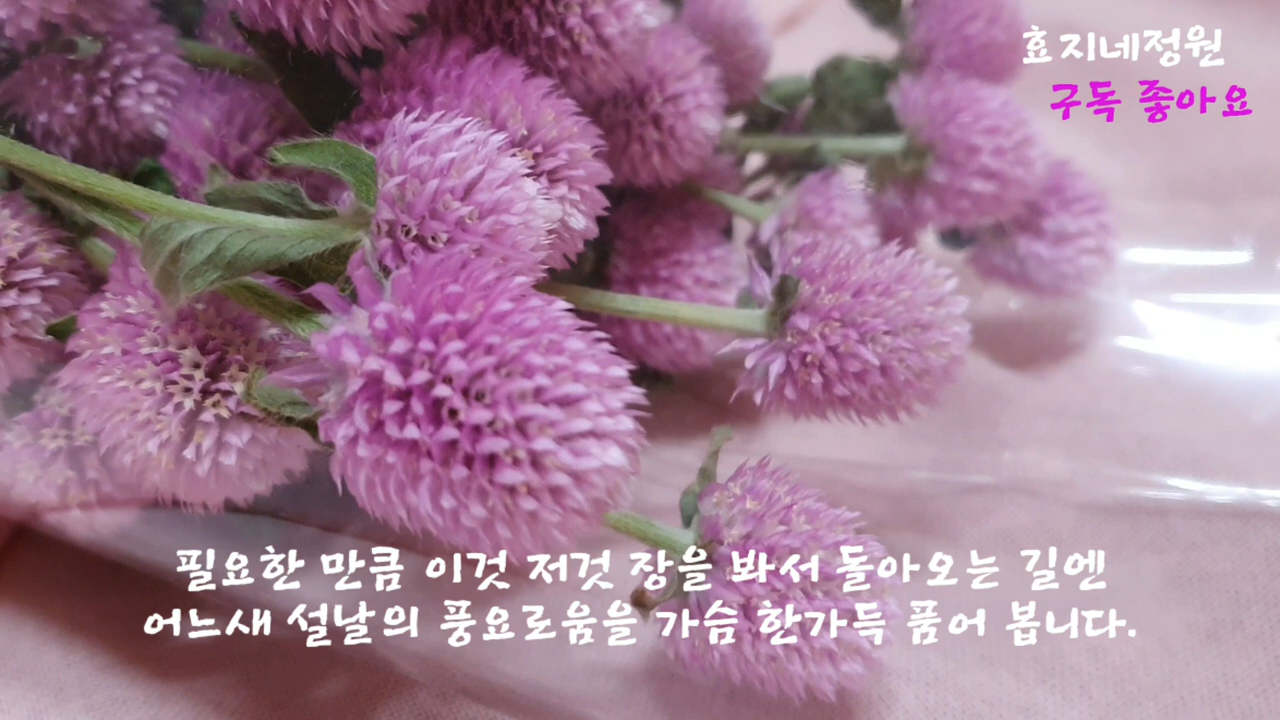 효지네정원
구독 좋아요
필요한 만큼 이것 저것 장을 봐서 돌아오는 길엔
어느새 설날의 풍요로움을 가슴 한가득 품어 봅니다.